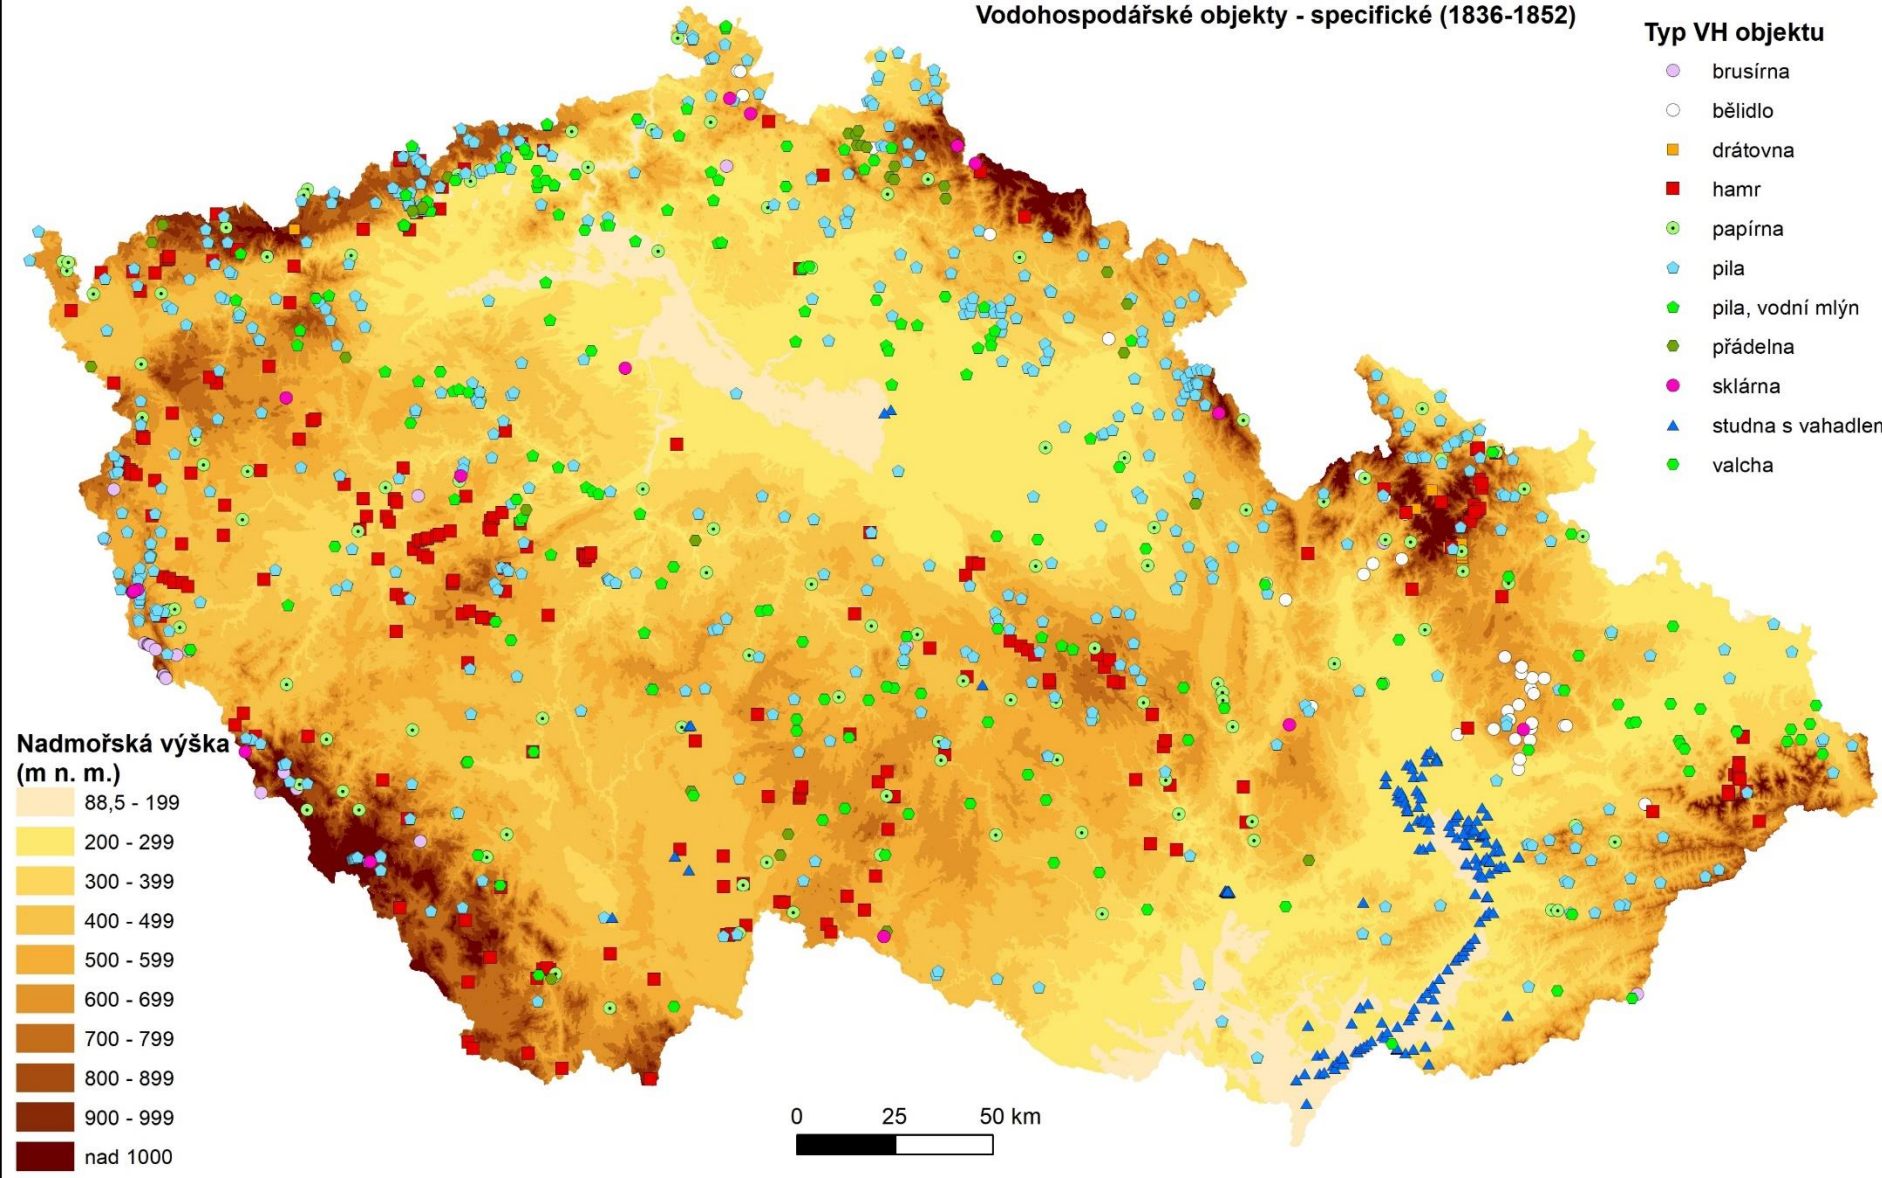 Vodohospodářské objekty - specifické (1836-1852)
Typ VH objektu
brusírna
bělidlo
drátovna
hamr
papírna
pila
pila, vodní mlýn
přádelna
sklárna
studna s vahadlen
valcha
Nadmořská výška
(m n. m.)
88,5 - 199
200 - 299
300 - 399
400 - 499
500 - 599
600 - 699
700 - 799
800 - 899
900 - 999
nad 1000
0 25 50 km